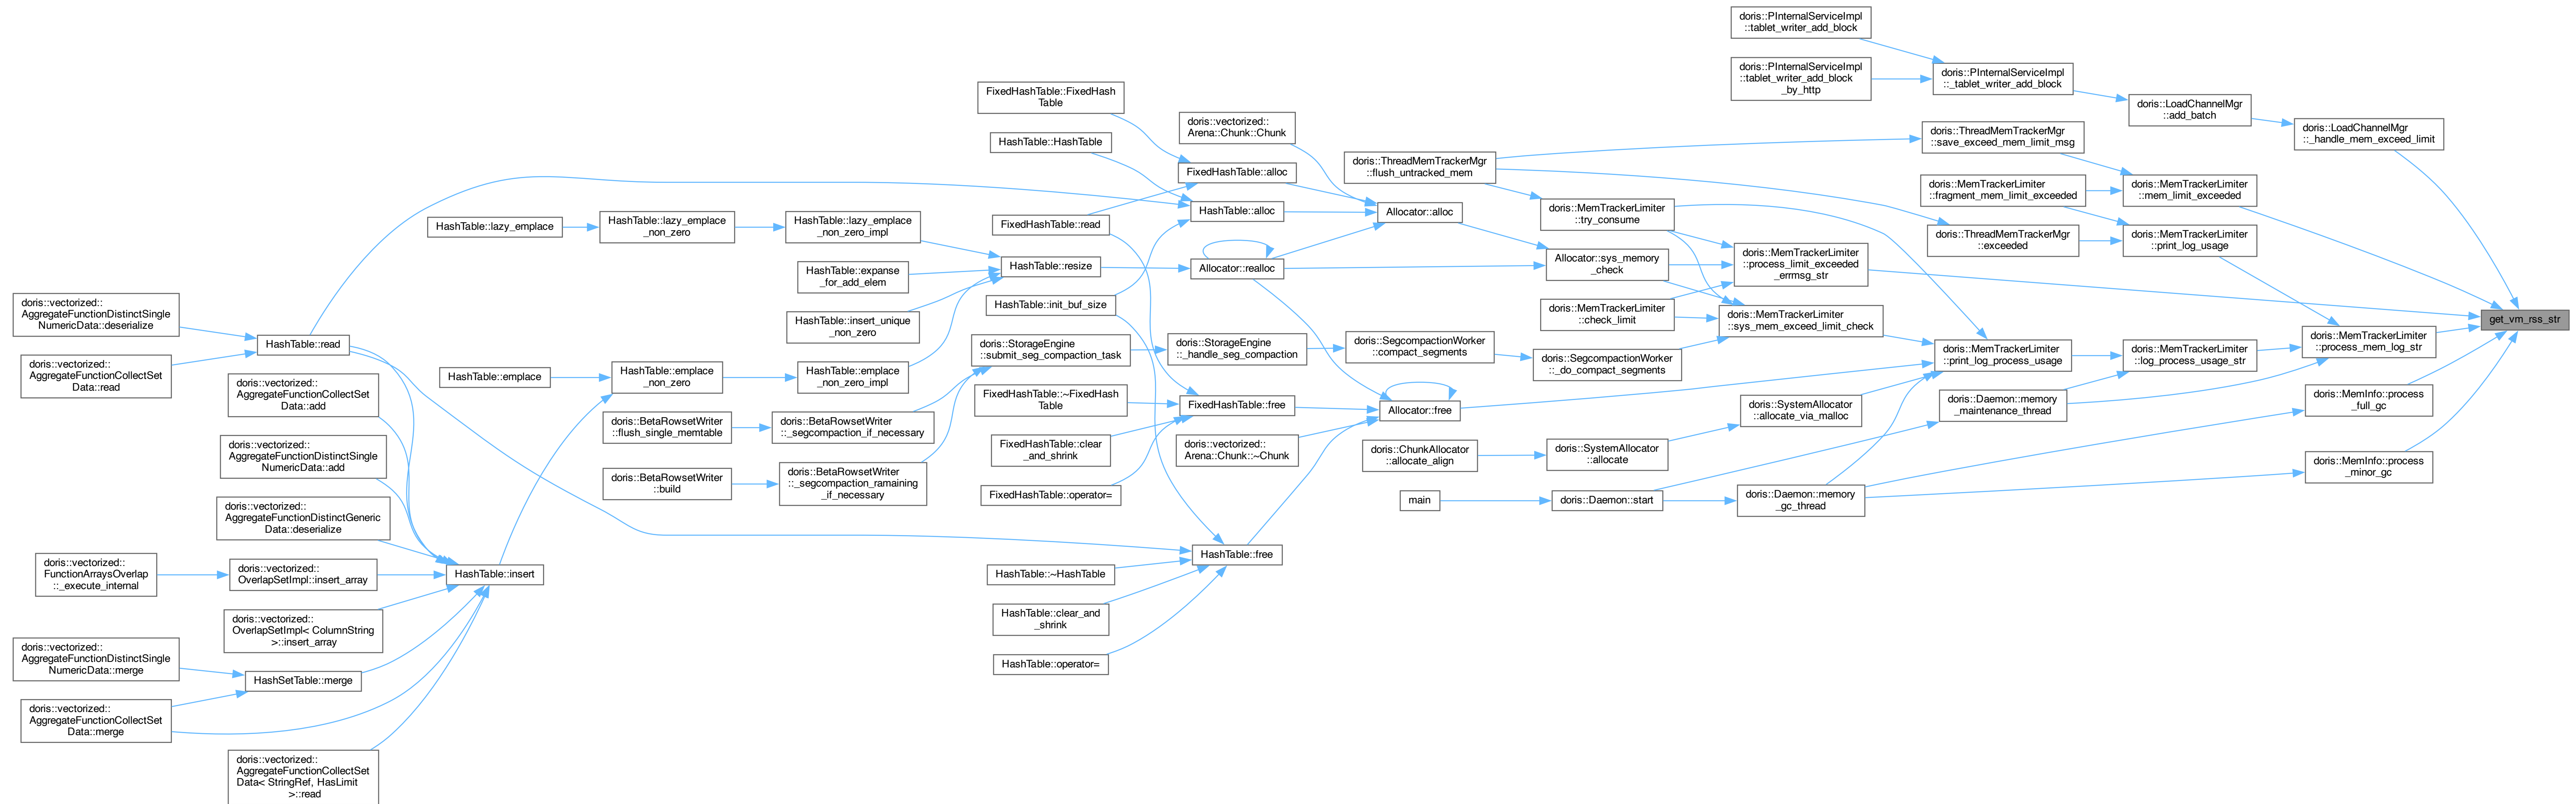 doris::PInternalServiceImpl
::tablet_writer_add_block
doris::PInternalServiceImpl
::tablet_writer_add_block
_by_http
doris::PInternalServiceImpl
::_tablet_writer_add_block
doris::LoadChannelMgr
::add_batch
doris::LoadChannelMgr
::_handle_mem_exceed_limit
FixedHashTable::FixedHash
Table
HashTable::HashTable
doris::vectorized::
Arena::Chunk::Chunk
FixedHashTable::alloc
doris::ThreadMemTrackerMgr
::flush_untracked_mem
doris::ThreadMemTrackerMgr
::save_exceed_mem_limit_msg
doris::MemTrackerLimiter
::fragment_mem_limit_exceeded
doris::MemTrackerLimiter
::mem_limit_exceeded
doris::ThreadMemTrackerMgr
::exceeded
doris::MemTrackerLimiter
::print_log_usage
HashTable::lazy_emplace
HashTable::lazy_emplace
_non_zero
HashTable::lazy_emplace
_non_zero_impl
FixedHashTable::read
HashTable::alloc
Allocator::alloc
doris::MemTrackerLimiter
::try_consume
HashTable::expanse
_for_add_elem
HashTable::resize
Allocator::realloc
Allocator::sys_memory
_check
doris::MemTrackerLimiter
::process_limit_exceeded
_errmsg_str
HashTable::insert_unique
_non_zero
HashTable::init_buf_size
doris::MemTrackerLimiter
::check_limit
doris::MemTrackerLimiter
::sys_mem_exceed_limit_check
get_vm_rss_str
doris::vectorized::
AggregateFunctionDistinctSingle
NumericData::deserialize
HashTable::read
doris::vectorized::
AggregateFunctionCollectSet
Data::read
doris::StorageEngine
::submit_seg_compaction_task
doris::StorageEngine
::_handle_seg_compaction
doris::SegcompactionWorker
::compact_segments
doris::SegcompactionWorker
::_do_compact_segments
doris::MemTrackerLimiter
::print_log_process_usage
doris::MemTrackerLimiter
::log_process_usage_str
doris::MemTrackerLimiter
::process_mem_log_str
HashTable::emplace
HashTable::emplace
_non_zero
HashTable::emplace
_non_zero_impl
doris::vectorized::
AggregateFunctionCollectSet
Data::add
FixedHashTable::~FixedHash
Table
FixedHashTable::free
Allocator::free
doris::SystemAllocator
::allocate_via_malloc
doris::Daemon::memory
_maintenance_thread
doris::MemInfo::process
_full_gc
doris::BetaRowsetWriter
::flush_single_memtable
doris::BetaRowsetWriter
::_segcompaction_if_necessary
FixedHashTable::clear
_and_shrink
doris::vectorized::
Arena::Chunk::~Chunk
doris::ChunkAllocator
::allocate_align
doris::SystemAllocator
::allocate
doris::MemInfo::process
_minor_gc
doris::vectorized::
AggregateFunctionDistinctSingle
NumericData::add
doris::BetaRowsetWriter
::build
doris::BetaRowsetWriter
::_segcompaction_ramaining
_if_necessary
FixedHashTable::operator=
main
doris::Daemon::start
doris::Daemon::memory
_gc_thread
doris::vectorized::
AggregateFunctionDistinctGeneric
Data::deserialize
HashTable::free
doris::vectorized::
FunctionArraysOverlap
::_execute_internal
doris::vectorized::
OverlapSetImpl::insert_array
HashTable::insert
HashTable::~HashTable
doris::vectorized::
OverlapSetImpl< ColumnString
>::insert_array
HashTable::clear_and
_shrink
doris::vectorized::
AggregateFunctionDistinctSingle
NumericData::merge
HashSetTable::merge
HashTable::operator=
doris::vectorized::
AggregateFunctionCollectSet
Data::merge
doris::vectorized::
AggregateFunctionCollectSet
Data< StringRef, HasLimit
>::read